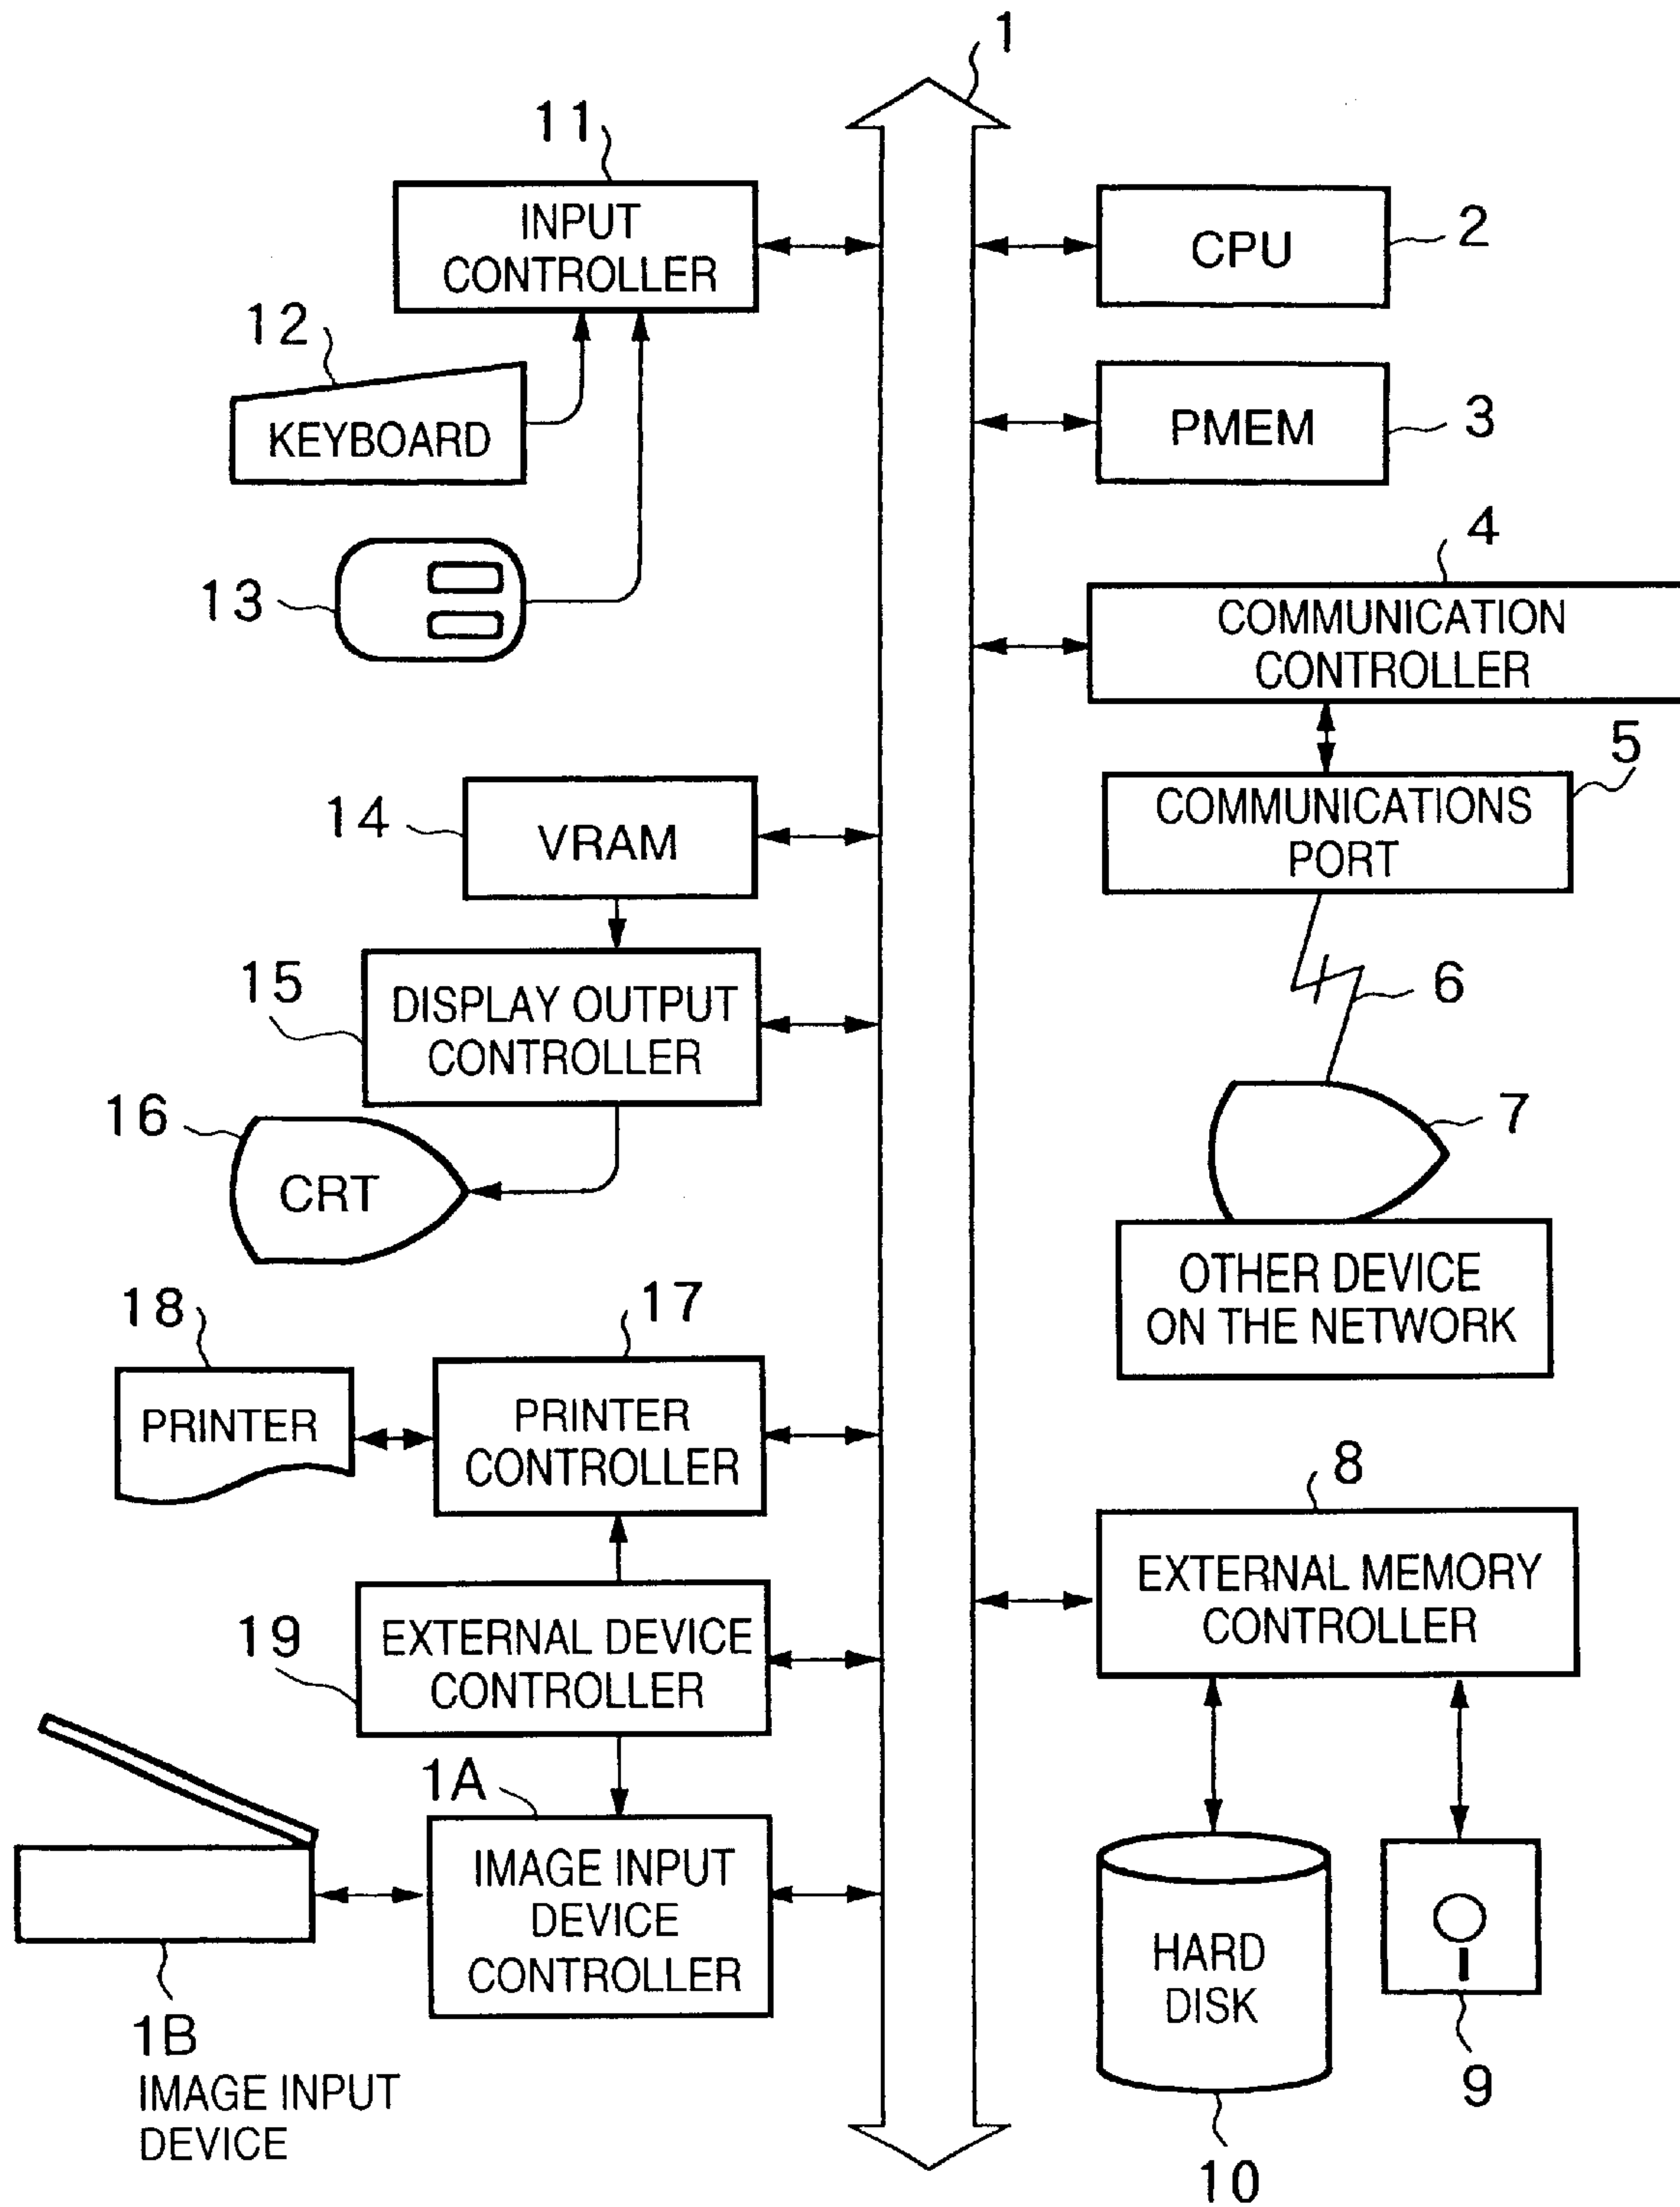 1
11
INPUT
CONTROLLER
CPU
2
12
KEYBOARD
PMEM
3
13
4
COMMUNICATION
CONTROLLER
5
COMMUNICATIONS
PORT
14
VRAM
15
DISPLAY OUTPUT
CONTROLLER
6
16
CRT
7
OTHER DEVICE
ON THE NETWORK
18
PRINTER
17
PRINTER
CONTROLLER
8
EXTERNAL MEMORY
CONTROLLER
19
EXTERNAL DEVICE
CONTROLLER
1A
IMAGE INPUT
DEVICE
CONTROLLER
1B
IMAGE INPUT
DEVICE
HARD
DISK
9
10